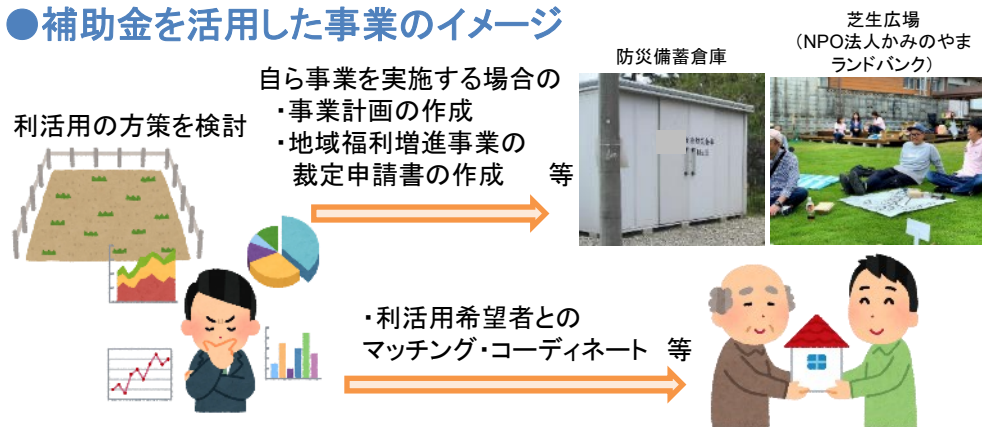 ●補助金を活用した事業のイメージ
利活用の方策を検討
自ら事業を実施する場合の
・事業計画の作成
・地域福利増進事業の
裁定申請書の作成　等
防災備蓄倉庫
芝生広場
（NPO法人かみのやま
ランドバンク）
・利活用希望者との
マッチング・コーディネート　等